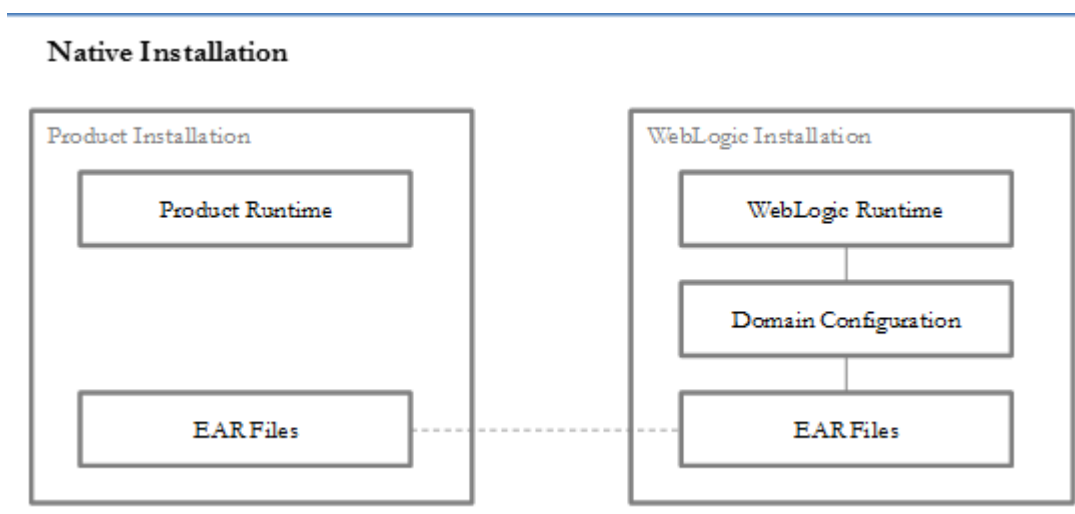 Native Installation
Product Installation
Product Runtime
EAR Files
WebLogic Installation
WebLogic Runtime
Domain Configuration
EAR Files